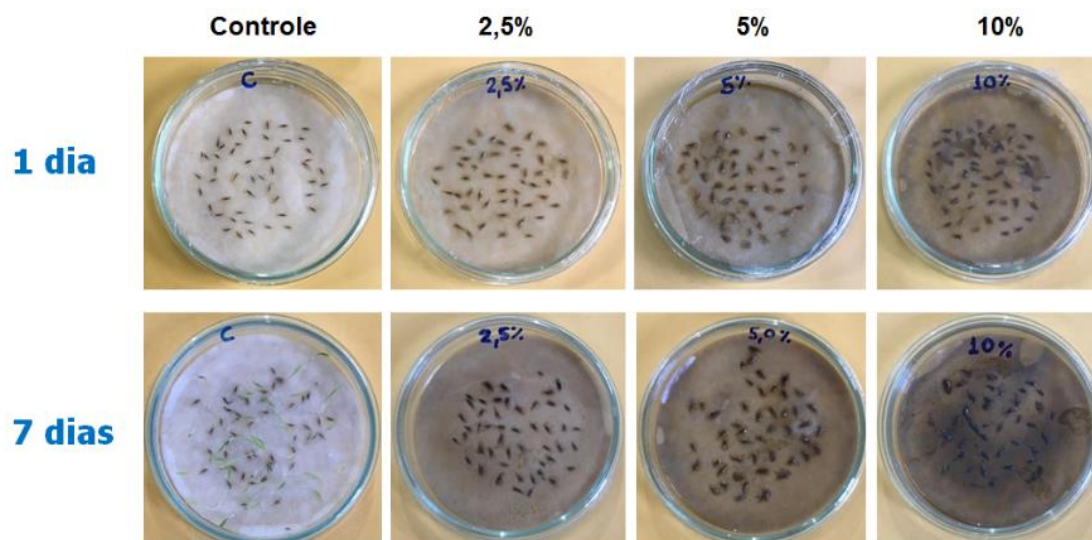 Controle 2,5% 5% 10%
1 dia
C 2,5% 5% 10%
7 dias
C 2,5% 5,0% 10%